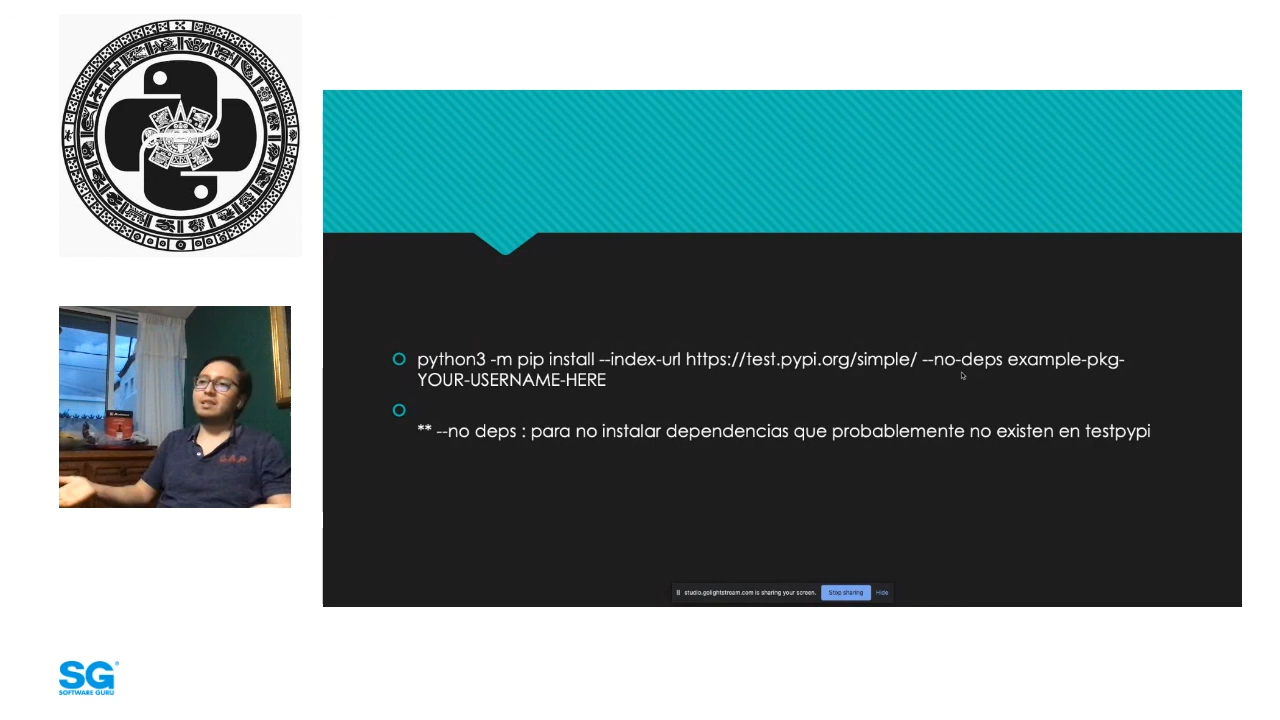 python3 -m pip install --index-url https://test.pypi.org/simple/ --no-deps example-pkg-
YOUR-USERNAME-HERE
** --no deps : para no instalar dependencias que probablemente no existen en testpypi
G.A.P
studio.golightstream.com is sharing your screen. Stop sharing Hide
SG®
SOFTWARE GURU